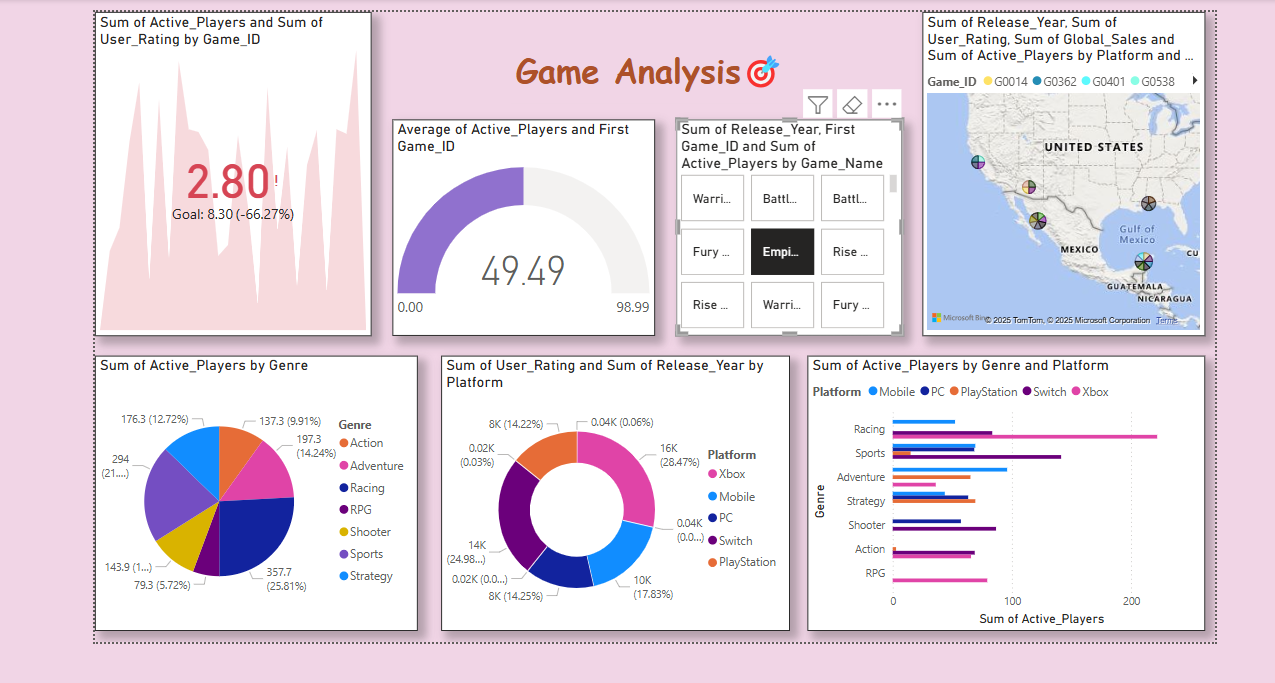 Sum of Active_Players and Sum of
User_Rating by Game_ID
2.80!
Goal: 8.30 (-66.27%)
Game Analysis
Average of Active_Players and First
Game_ID
49.49
0.00
98.99
Sum of Release_Year, First
Game_ID and Sum of
Active_Players by Game_Name
Warri...
Battl...
Battl...
Fury ...
Empi...
Rise ...
Rise ...
Warri...
Fury ...
Sum of Release_Year, Sum of
User_Rating, Sum of Global_Sales and
Sum of Active_Players by Platform and ...
Game_ID G0014 G0362 G0401 G0538
UNITED STATES
Gulf of
Mexico
MEXICO
CU
GUATEMALA
NICARAGUA
Microsoft Bing
© 2025 TomTom, © 2025 Microsoft Corporation Terms
Sum of Active_Players by Genre
176.3 (12.72%)
137.3 (9.91%)
197.3
(14.24%)
294
(21....)
143.9 (1...)
79.3 (5.72%)
357.7
(25.81%)
Genre
Action
Adventure
Racing
RPG
Shooter
Sports
Strategy
Sum of User_Rating and Sum of Release_Year by
Platform
8K (14.22%)
0.04K (0.06%)
0.02K
(0.03%)
16K
(28.47%)
0.04K
(0.0...)
14K
(24.98...)
0.02K (0.0...)
8K (14.25%)
10K
(17.83%)
Platform
Xbox
Mobile
PC
Switch
PlayStation
Sum of Active_Players by Genre and Platform
Platform Mobile PC PlayStation Switch Xbox
Genre
Racing
Sports
Adventure
Strategy
Shooter
Action
RPG
0
100
200
Sum of Active_Players